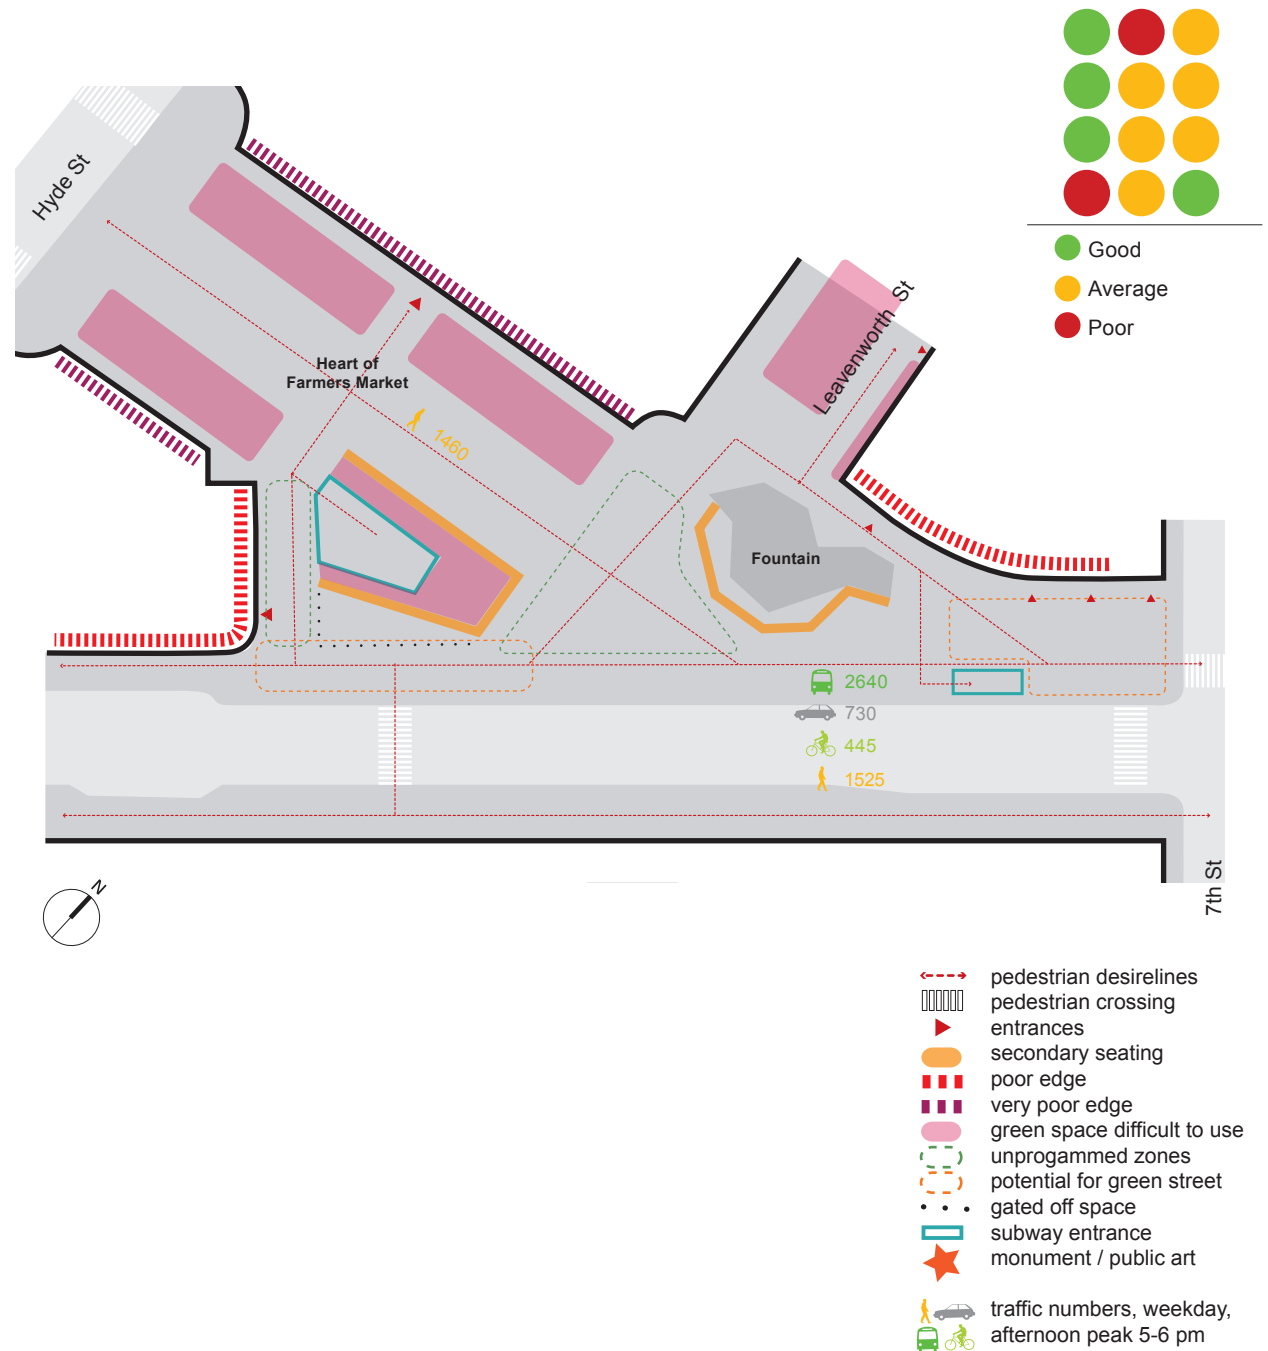 Good
Average
Poor
Hyde St
Leavenworth St
Heart of
Farmers Market
1460
Fountain
2640
730
445
1525
7th St
N
pedestrian desirelines
pedestrian crossing
entrances
secondary seating
poor edge
very poor edge
green space difficult to use
unprogammed zones
potential for green street
gated off space
subway entrance
monument / public art
traffic numbers, weekday,
afternoon peak 5-6 pm